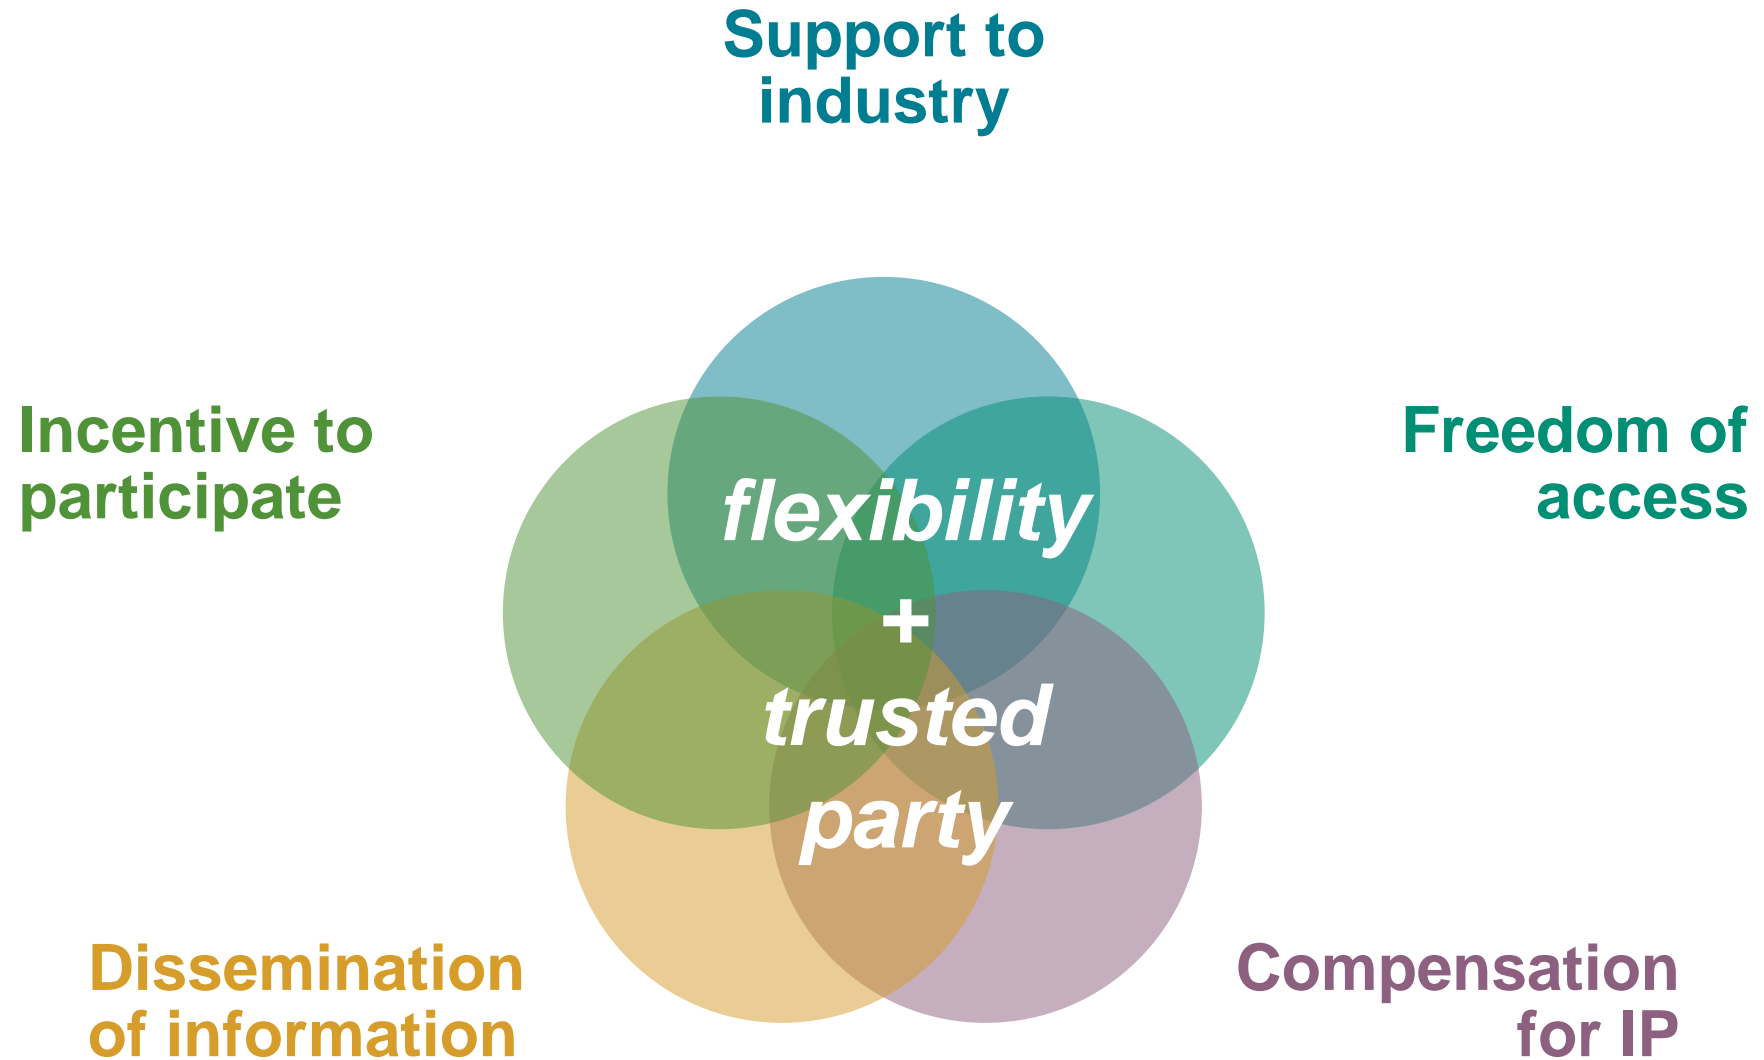 Support to
industry
Incentive to
participate
Freedom of
access
flexibility
+
trusted
party
Dissemination
of information
Compensation
for IP